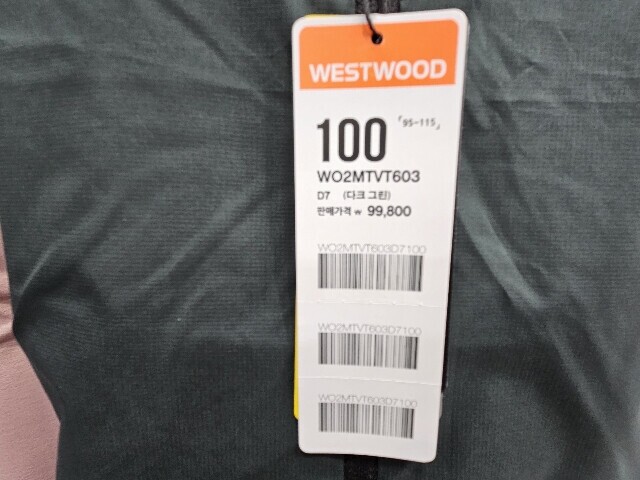 WESTWOOD
100 「95-115」
WO2MTVT603
D7 (다크 그린)
판매가격 ₩ 99,800
WO2MTVT603D7100
WO2MTVT603D7100
WO2MTVT603D7100